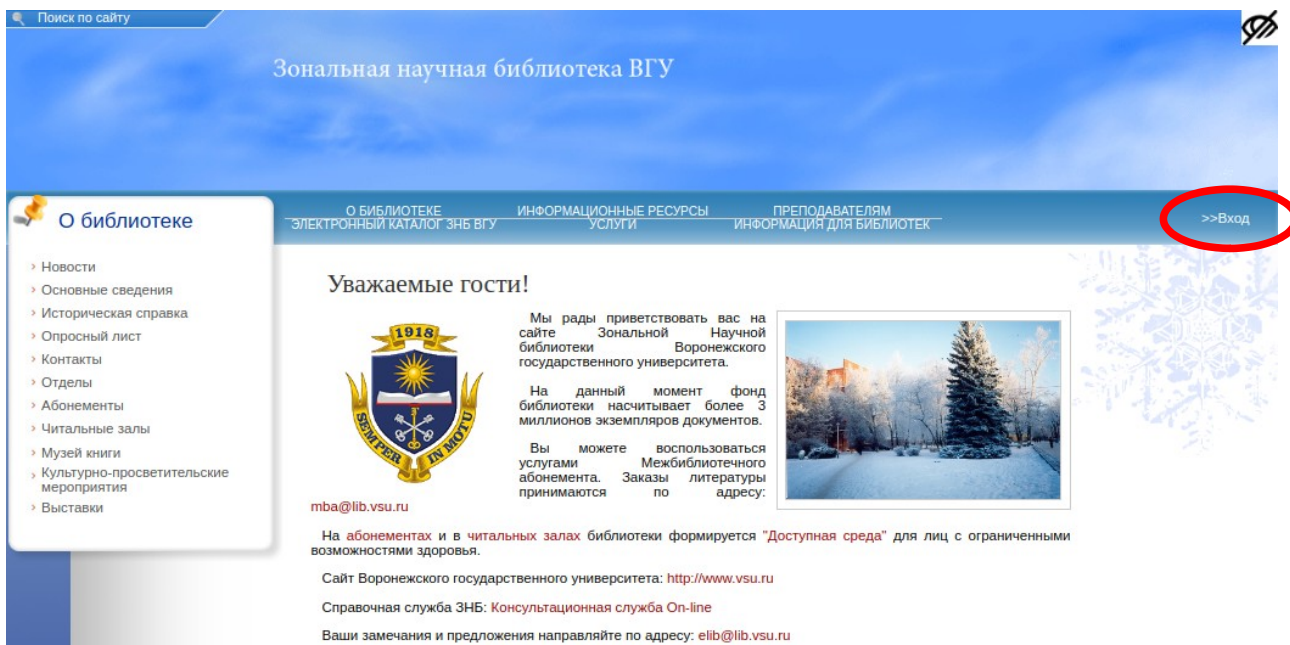 Поиск по сайту
Зональная научная библиотека ВГУ
О библиотеке
О БИБЛИОТЕКЕ ИНФОРМАЦИОННЫЕ РЕСУРСЫ ПРЕПОДАВАТЕЛЯМ
ЭЛЕКТРОННЫЙ КАТАЛОГ ЗНБ ВГУ УСЛУГИ ИНФОРМАЦИЯ ДЛЯ БИБЛИОТЕК
>>Вход
Новости
Основные сведения
Историческая справка
Опросный лист
Контакты
Отделы
Абонементы
Читальные залы
Музей книги
Культурно-просветительские
мероприятия
Выставки
Уважаемые гости!
1918
SEMPER IN MOTU
Мы рады приветствовать вас на
сайте Зональной Научной
библиотеки Воронежского
государственного университета.
На данный момент фонд
библиотеки насчитывает более 3
миллионов экземпляров документов.
Вы можете воспользоваться
услугами Межбиблиотечного
абонемента. Заказы литературы
принимаются по адресу:
mba@lib.vsu.ru
На абонементах и в читальных залах библиотеки формируется "Доступная среда" для лиц с ограниченными
возможностями здоровья.
Сайт Воронежского государственного университета: http://www.vsu.ru
Справочная служба ЗНБ: Консультационная служба On-line
Ваши замечания и предложения направляйте по адресу: elib@lib.vsu.ru